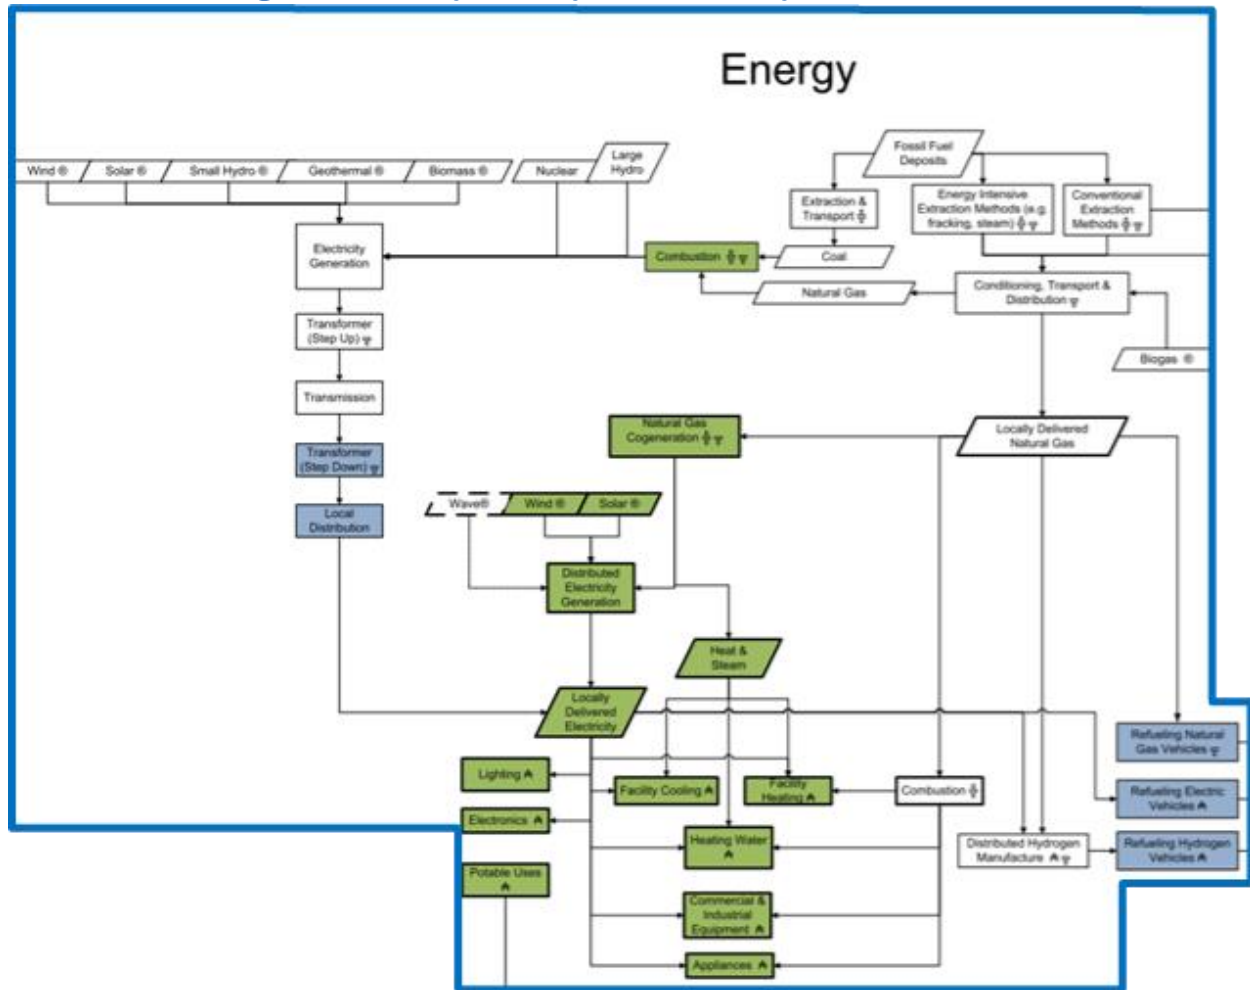 Energy
Large
Hydro
Fossil Fuel
Deposits
Wind ®
Solar ®
Small Hydro ®
Geothermal ®
Biomass ®
Nuclear
Extraction &
Transport
Energy Intensive
Extraction Methods (e.g.
fracking, steam)
Conventional
Extraction
Methods
Electricity
Generation
Combustion
Coal
Natural Gas
Conditioning, Transport &
Distribution
Transformer
(Step Up)
Biogas ®
Transmission
Natural Gas
Cogeneration
Locally Delivered
Natural Gas
Transformer
(Step Down)
Wave®
Wind ®
Solar ®
Local
Distribution
Distributed
Electricity
Generation
Heat &
Steam
Locally
Delivered
Electricity
Refueling Natural
Gas Vehicles
Lighting
Facility Cooling
Facility
Heating
Combustion
Refueling Electric
Vehicles
Electronics
Heating Water
Distributed Hydrogen
Manufacture
Refueling Hydrogen
Vehicles
Potable Uses
Commercial &
Industrial
Equipment
Appliances